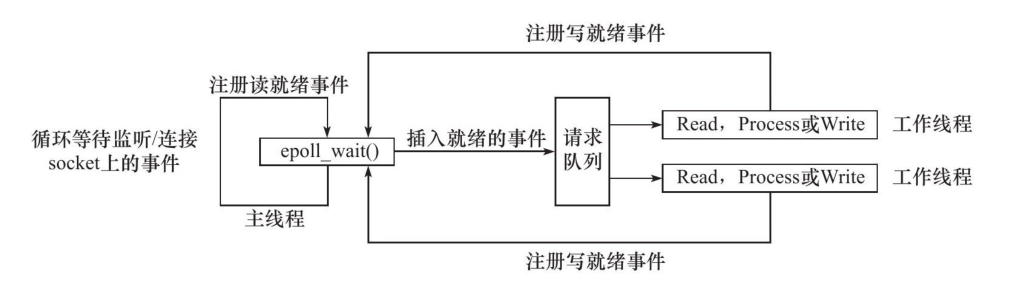 注册写就绪事件
注册读就绪事件
循环等待监听/连接
socket上的事件
epoll_wait()
插入就绪的事件
请求
队列
Read，Process或Write
工作线程
Read，Process或Write
工作线程
主线程
注册写就绪事件